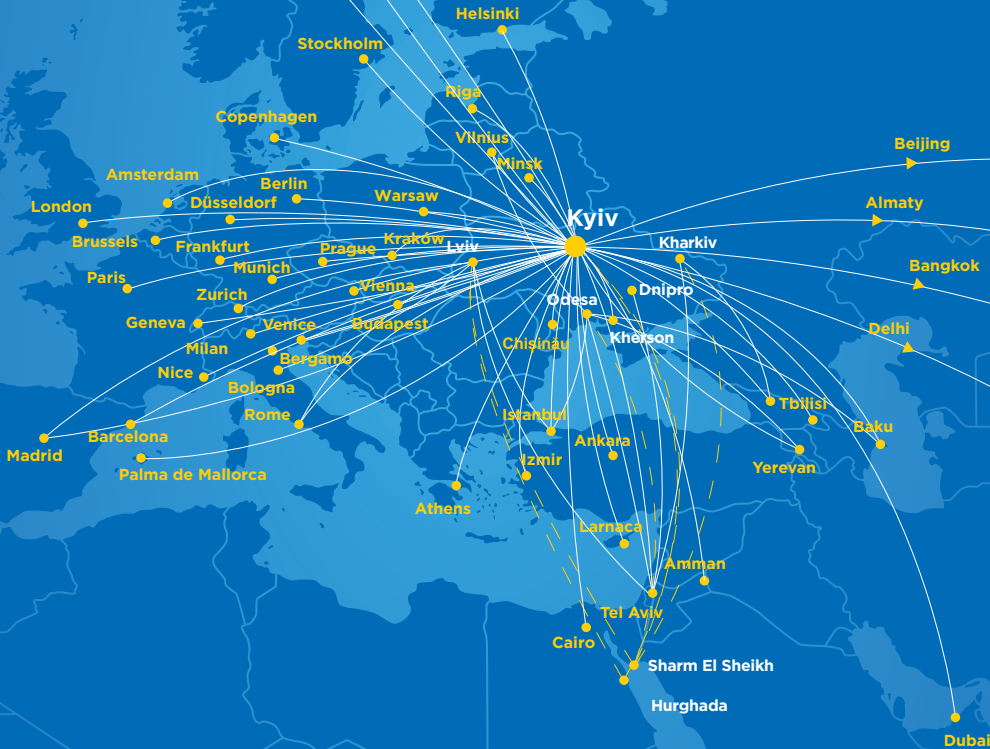 Helsinki
Stockholm
Riga
Copenhagen
Vilnius
Beijing
Minsk
Amsterdam
Berlin
Warsaw
Düsseldorf
Almaty
London
Kyiv
Brussels
Frankfurt
Prague
Kraków
Lviv
Kharkiv
Munich
Bangkok
Paris
Vienna
Dnipro
Zurich
Odesa
Geneva
Venice
Budapest
Delhi
Milan
Chisinău
Kherson
Bergamo
Nice
Bologna
Tbilisi
Rome
Istanbul
Baku
Barcelona
Ankara
Madrid
Izmir
Yerevan
Palma de Mallorca
Athens
Larnaca
Amman
Tel Aviv
Cairo
Sharm El Sheikh
Hurghada
Dubai